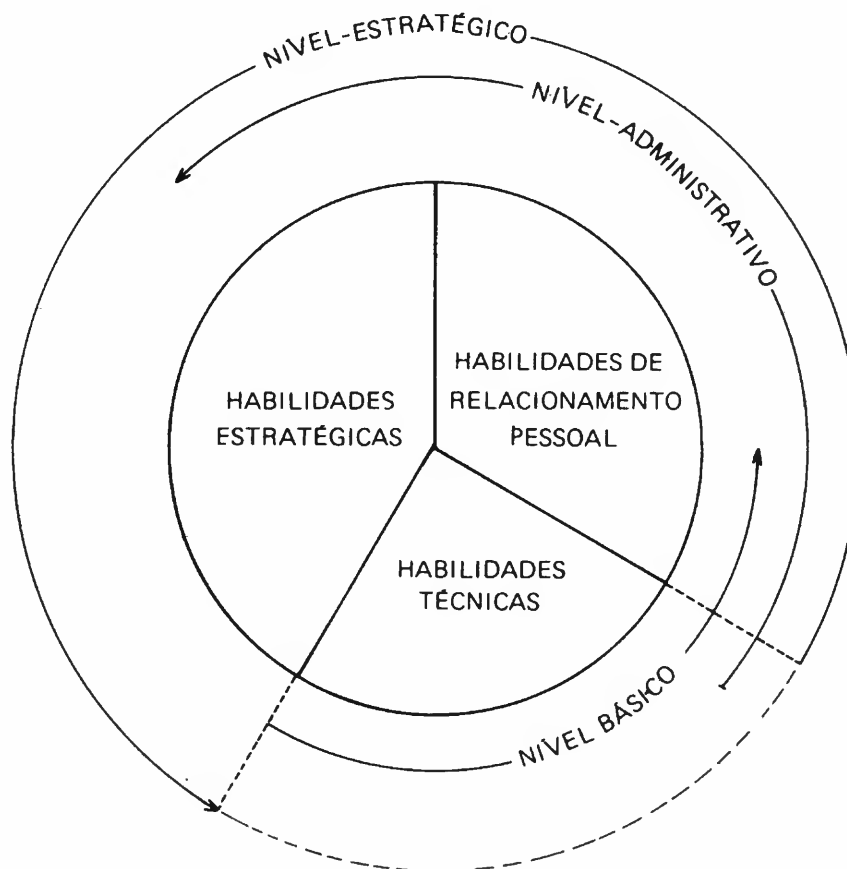 NÍVEL-ESTRATÉGICO
NÍVEL-ADMINISTRATIVO
HABILIDADES DE
RELACIONAMENTO
PESSOAL
HABILIDADES
ESTRATÉGICAS
HABILIDADES
TÉCNICAS
NÍVEL BÁSICO